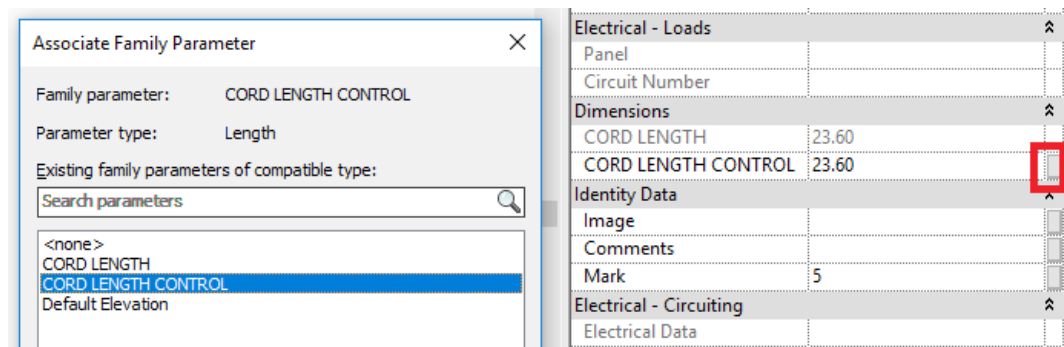 Associate Family Parameter
Family parameter: CORD LENGTH CONTROL
Parameter type: Length
Existing family parameters of compatible type:
Search parameters
<none>
CORD LENGTH
CORD LENGTH CONTROL
Default Elevation
Electrical - Loads
Panel
Circuit Number
Dimensions
CORD LENGTH 23.60
CORD LENGTH CONTROL 23.60
Identity Data
Image
Comments
Mark 5
Electrical - Circuiting
Electrical Data